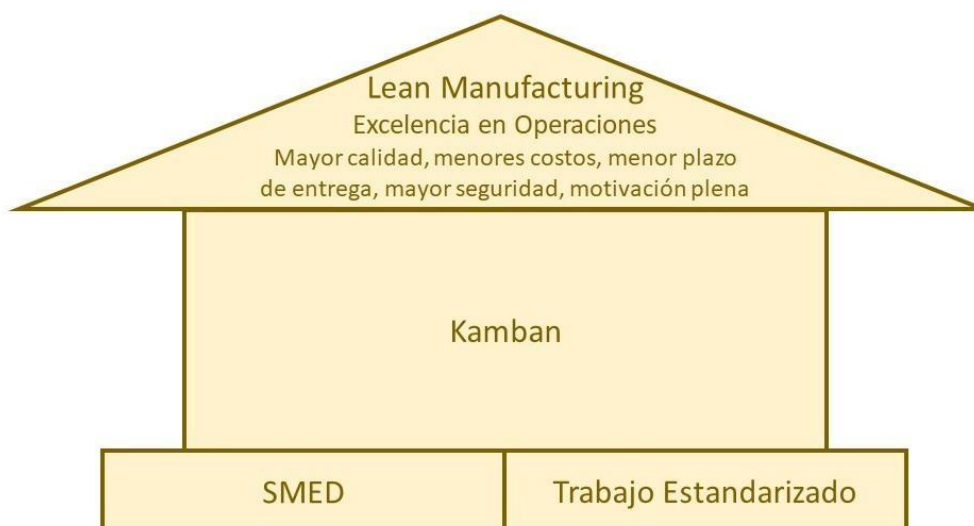 Lean Manufacturing
Excelencia en Operaciones
Mayor calidad, menores costos, menor plazo
de entrega, mayor seguridad, motivación plena
Kamban
SMED
Trabajo Estandarizado